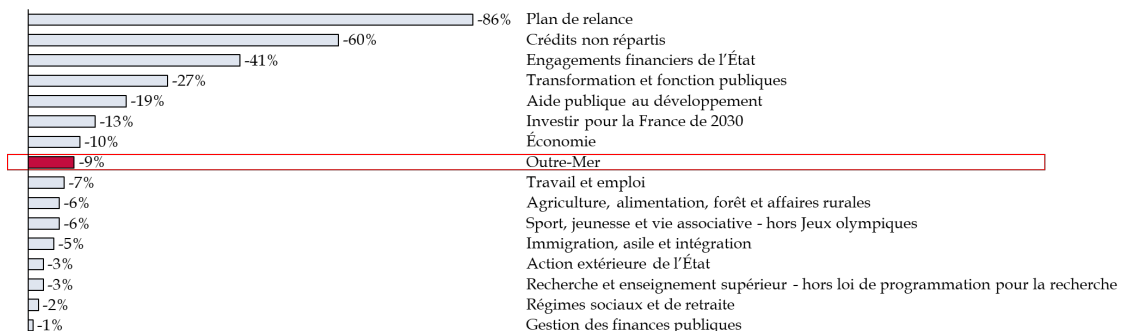 -86% Plan de relance
-60% Crédits non répartis
-41% Engagements financiers de l'État
-27% Transformation et fonction publiques
-19% Aide publique au développement
-13% Investir pour la France de 2030
-10% Économie
-9% Outre-Mer
-7% Travail et emploi
-6% Agriculture, alimentation, forêt et affaires rurales
-6% Sport, jeunesse et vie associative - hors Jeux olympiques
-5% Immigration, asile et intégration
-3% Action extérieure de l'État
-3% Recherche et enseignement supérieur - hors loi de programmation pour la recherche
-2% Régimes sociaux et de retraite
-1% Gestion des finances publiques